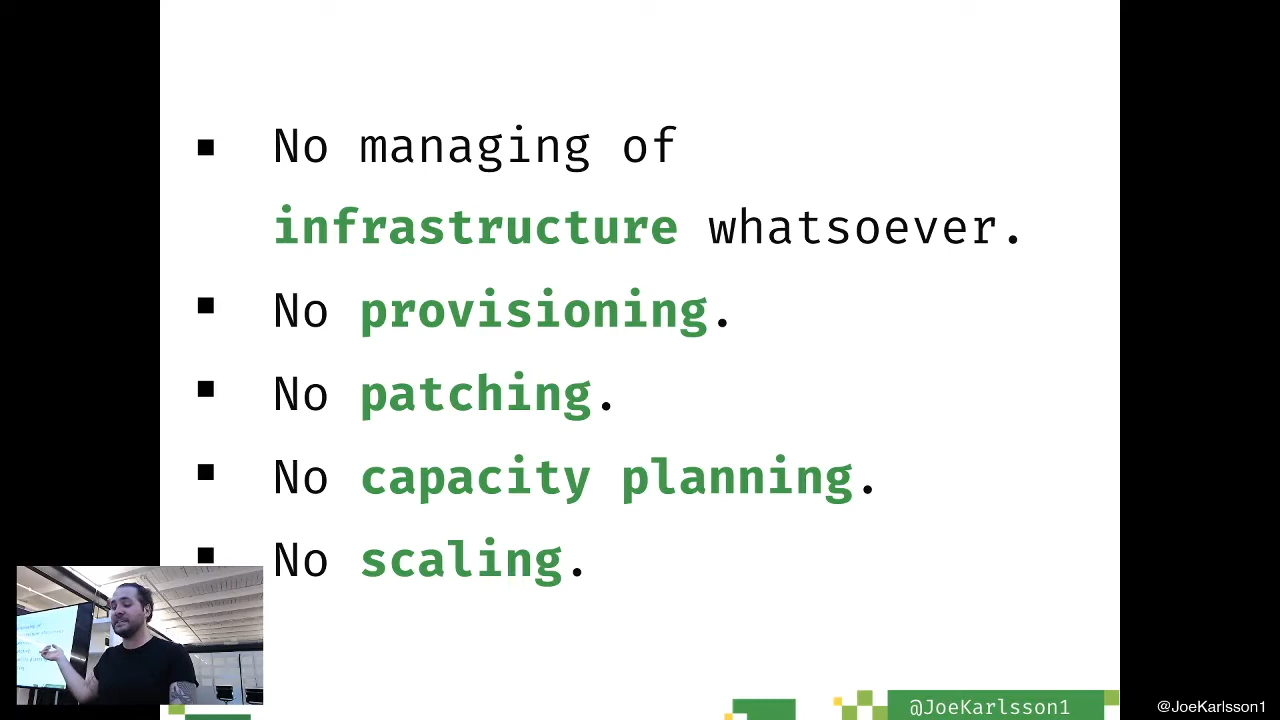 No managing of
infrastructure whatsoever.
No provisioning.
No patching.
No capacity planning.
No scaling.
@JoeKarlsson1
@JoeKarlsson1